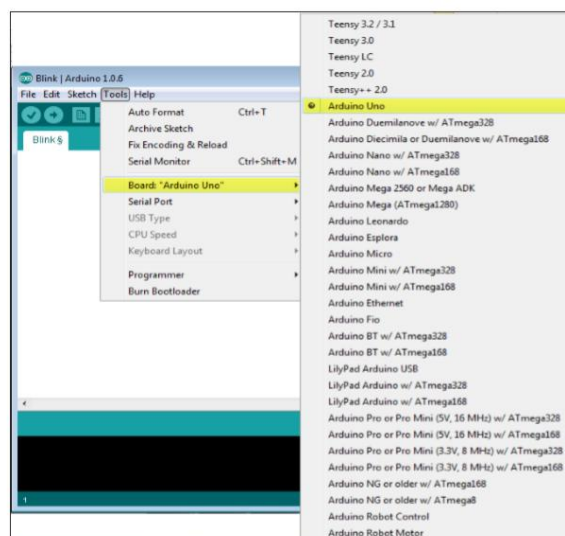 Blink | Arduino 1.0.6
File Edit Sketch Tools Help
Blink §
Auto Format Ctrl+T
Archive Sketch
Fix Encoding & Reload
Serial Monitor Ctrl+Shift+M
Board: "Arduino Uno"
Serial Port
USB Type
CPU Speed
Keyboard Layout
Programmer
Burn Bootloader
1
Teensy 3.2 / 3.1
Teensy 3.0
Teensy LC
Teensy 2.0
Teensy++ 2.0
Arduino Uno
Arduino Duemilanove w/ ATmega328
Arduino Diecimila or Duemilanove w/ ATmega168
Arduino Nano w/ ATmega328
Arduino Nano w/ ATmega168
Arduino Mega 2560 or Mega ADK
Arduino Mega (ATmega1280)
Arduino Leonardo
Arduino Esplora
Arduino Micro
Arduino Mini w/ ATmega328
Arduino Mini w/ ATmega168
Arduino Ethernet
Arduino Fio
Arduino BT w/ ATmega328
Arduino BT w/ ATmega168
LilyPad Arduino USB
LilyPad Arduino w/ ATmega328
LilyPad Arduino w/ ATmega168
Arduino Pro or Pro Mini (5V, 16 MHz) w/ ATmega328
Arduino Pro or Pro Mini (5V, 16 MHz) w/ ATmega168
Arduino Pro or Pro Mini (3.3V, 8 MHz) w/ ATmega328
Arduino Pro or Pro Mini (3.3V, 8 MHz) w/ ATmega168
Arduino NG or older w/ ATmega168
Arduino NG or older w/ ATmega8
Arduino Robot Control
Arduino Robot Motor